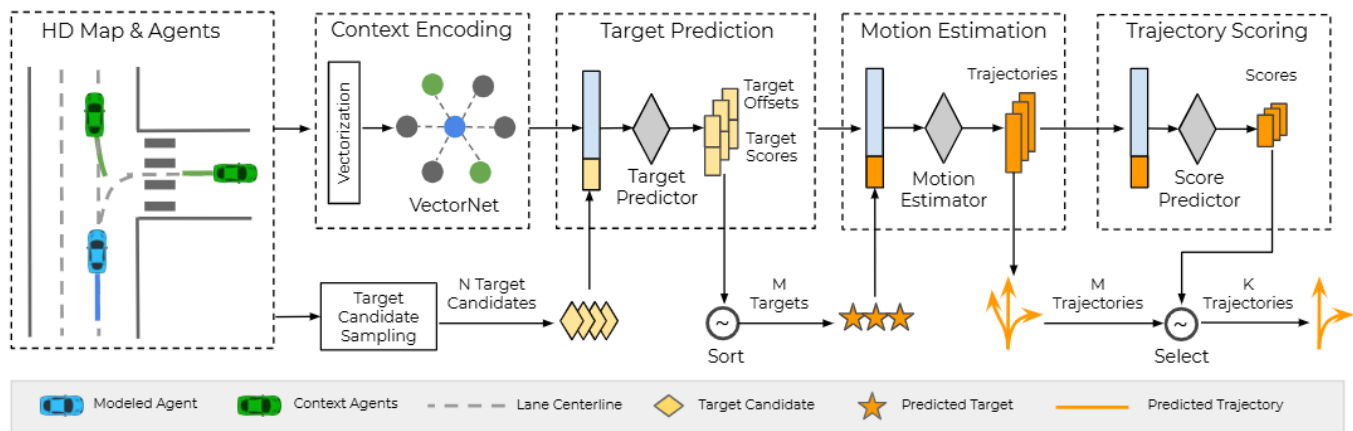 HD Map & Agents
Context Encoding
Target Prediction
Motion Estimation
Trajectory Scoring
Vectorization
VectorNet
Target
Offsets
Target
Scores
Target
Predictor
Trajectories
Motion
Estimator
Scores
Score
Predictor
Target
Candidate
Sampling
N Target
Candidates
~
Sort
M
Targets
M
Trajectories
~
Select
K
Trajectories
Modeled Agent
Context Agents
Lane Centerline
Target Candidate
Predicted Target
Predicted Trajectory